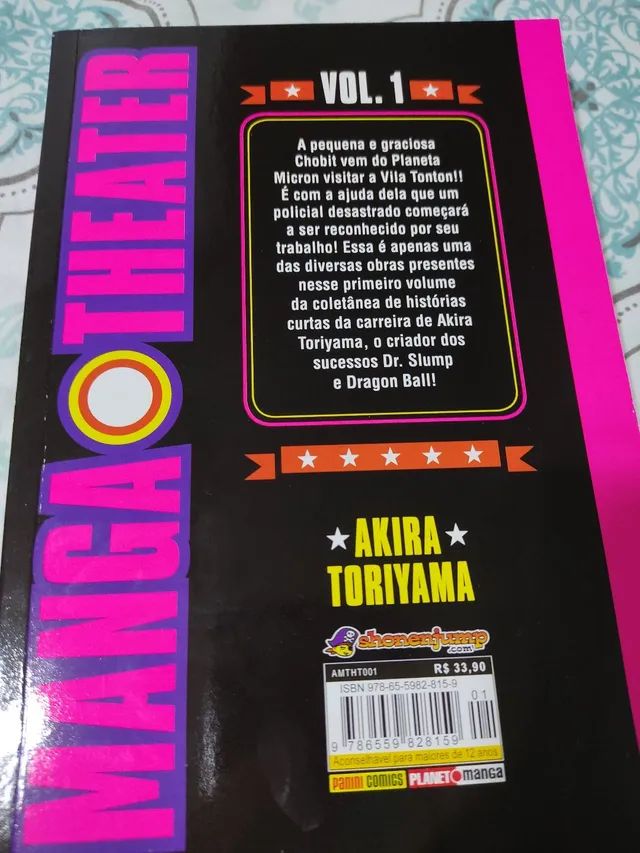 MANGA THEATER
VOL. 1
A pequena e graciosa
Chobit vem do Planeta
Micron visitar a Vila Tonton!!
É com a ajuda dela que um
policial desastrado começará
a ser reconhecido por seu
trabalho! Essa é apenas uma
das diversas obras presentes
nesse primeiro volume
da coletânea de histórias
curtas da carreira de Akira
Toriyama, o criador dos
sucessos Dr. Slump
e Dragon Ball!
AKIRA
TORIYAMA
shonenjump
.com
AMTHT001
R$ 33,90
ISBN 978-65-5982-815-9
01
9 786559 828159
Aconselhável para maiores de 12 anos
PANINI COMICS PLANET manga